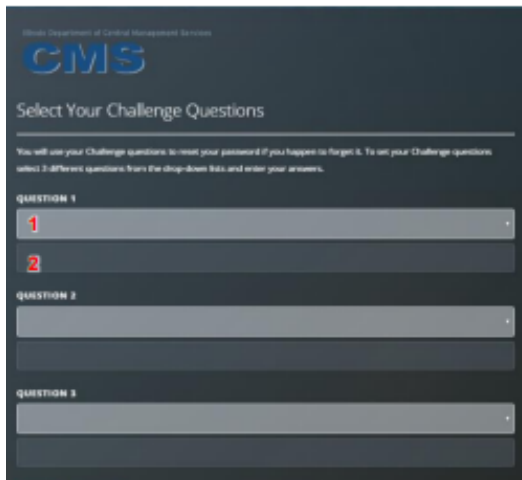 Illinois Department of Central Management Services
CMS
Select Your Challenge Questions
You will use your Challenge questions to reset your password if you happen to forget it. To set your Challenge questions
select 3 different questions from the drop-down lists and enter your answers.
QUESTION 1
1
2
QUESTION 2
QUESTION 3